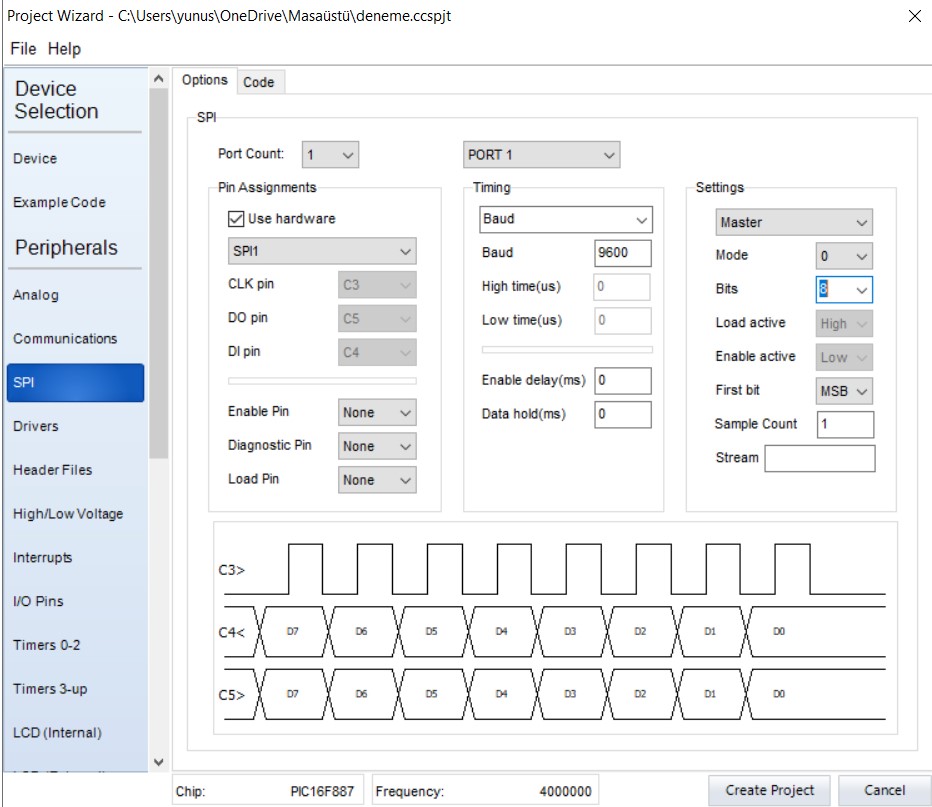 Project Wizard - C:\Users\yunus\OneDrive\Masaüstü\deneme.ccspjt
File Help
Device
Selection
Device
Example Code
Peripherals
Analog
Communications
SPI
Drivers
Header Files
High/Low Voltage
Interrupts
I/O Pins
Timers 0-2
Timers 3-up
LCD (Internal)
Options Code
SPI
Port Count: 1 PORT 1
Pin Assignments
Use hardware
SPI1
CLK pin C3
DO pin C5
DI pin C4
Enable Pin None
Diagnostic Pin None
Load Pin None
Timing
Baud
Baud 9600
High time(us) 0
Low time(us) 0
Enable delay(ms) 0
Data hold(ms) 0
Settings
Master
Mode 0
Bits 8
Load active High
Enable active Low
First bit MSB
Sample Count 1
Stream
C3>
C4< D7 D6 D5 D4 D3 D2 D1 D0
C5> D7 D6 D5 D4 D3 D2 D1 D0
Chip: PIC16F887 Frequency: 4000000 Create Project Cancel